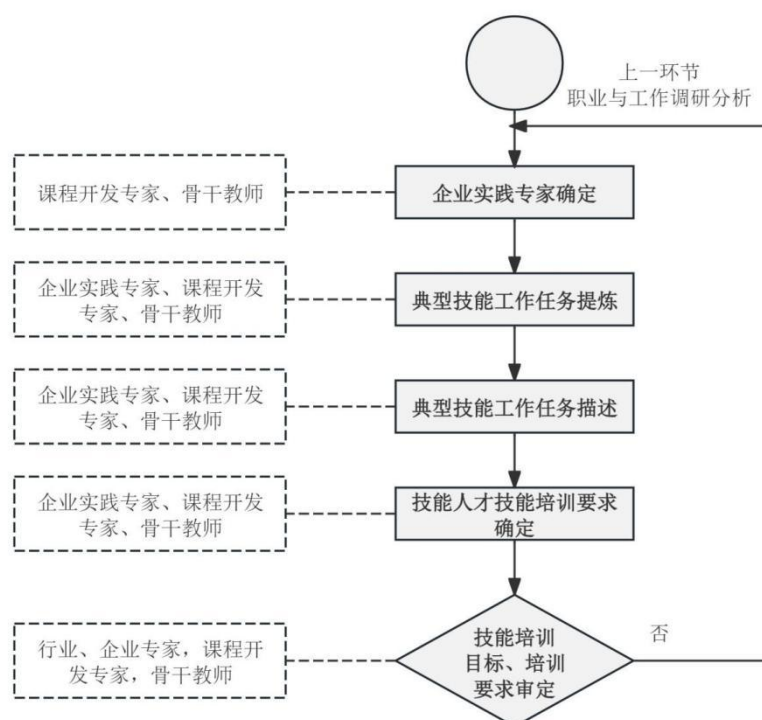 上一环节
职业与工作调研分析
课程开发专家、骨干教师
企业实践专家确定
企业实践专家、课程开发
专家、骨干教师
典型技能工作任务提炼
企业实践专家、课程开发
专家、骨干教师
典型技能工作任务描述
企业实践专家、课程开发
专家、骨干教师
技能人才技能培训要求
确定
行业、企业专家，课程开
发专家，骨干教师
技能培训
目标、培训
要求审定
否